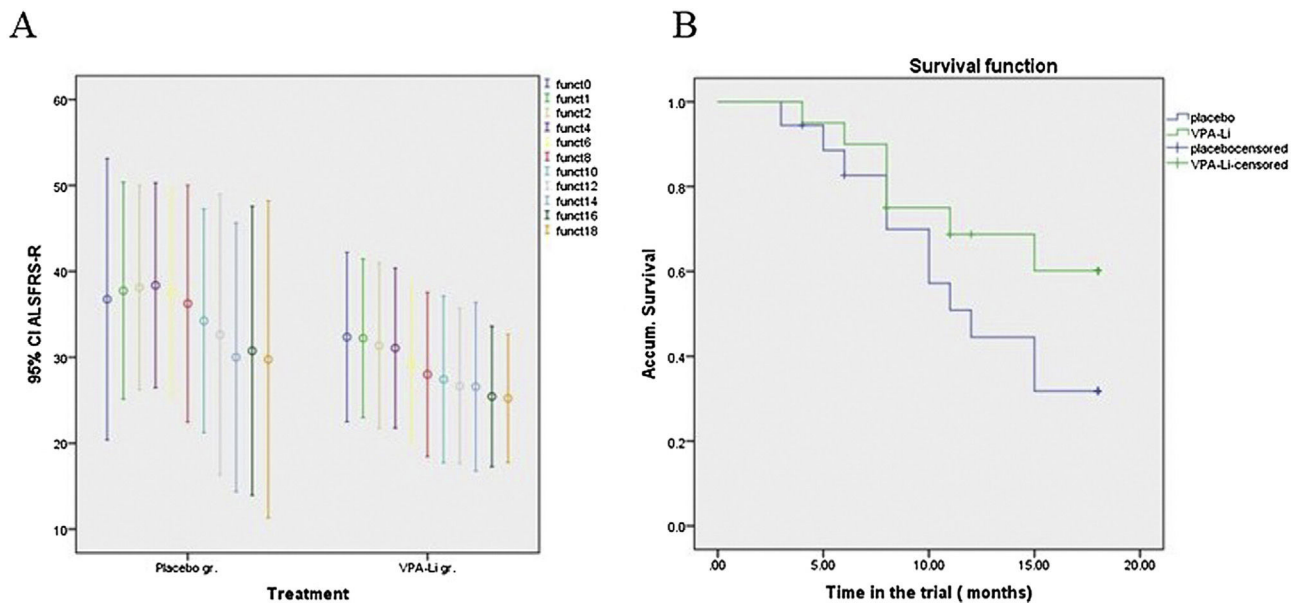 A
95% CI ALSFRS-R
60
50
40
30
20
10
Placebo gr.
VPA-Li gr.
Treatment
funct0
funct1
funct2
funct4
funct6
funct8
funct10
funct12
funct14
funct16
funct18
B
Survival function
Accum. Survival
1.0
0.8
0.6
0.4
0.2
0.0
.00
5.00
10.00
15.00
20.00
Time in the trial ( months)
placebo
VPA-Li
placebocensored
VPA-Li-censored